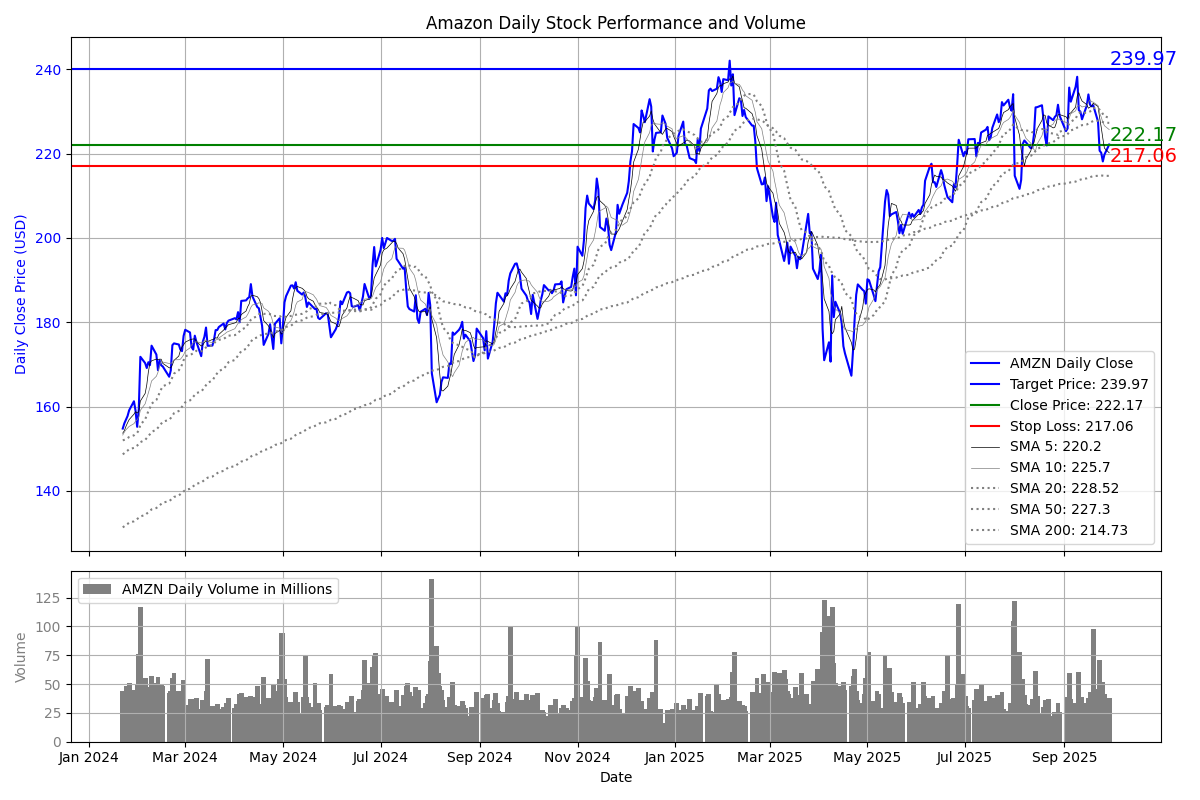 Amazon Daily Stock Performance and Volume
Daily Close Price (USD)
240
220
200
180
160
140
239.97
222.17
217.06
AMZN Daily Close
Target Price: 239.97
Close Price: 222.17
Stop Loss: 217.06
SMA 5: 220.2
SMA 10: 225.7
SMA 20: 228.52
SMA 50: 227.3
SMA 200: 214.73
AMZN Daily Volume in Millions
Volume
125
100
75
50
25
0
Jan 2024 Mar 2024 May 2024 Jul 2024 Sep 2024 Nov 2024 Jan 2025 Mar 2025 May 2025 Jul 2025 Sep 2025
Date